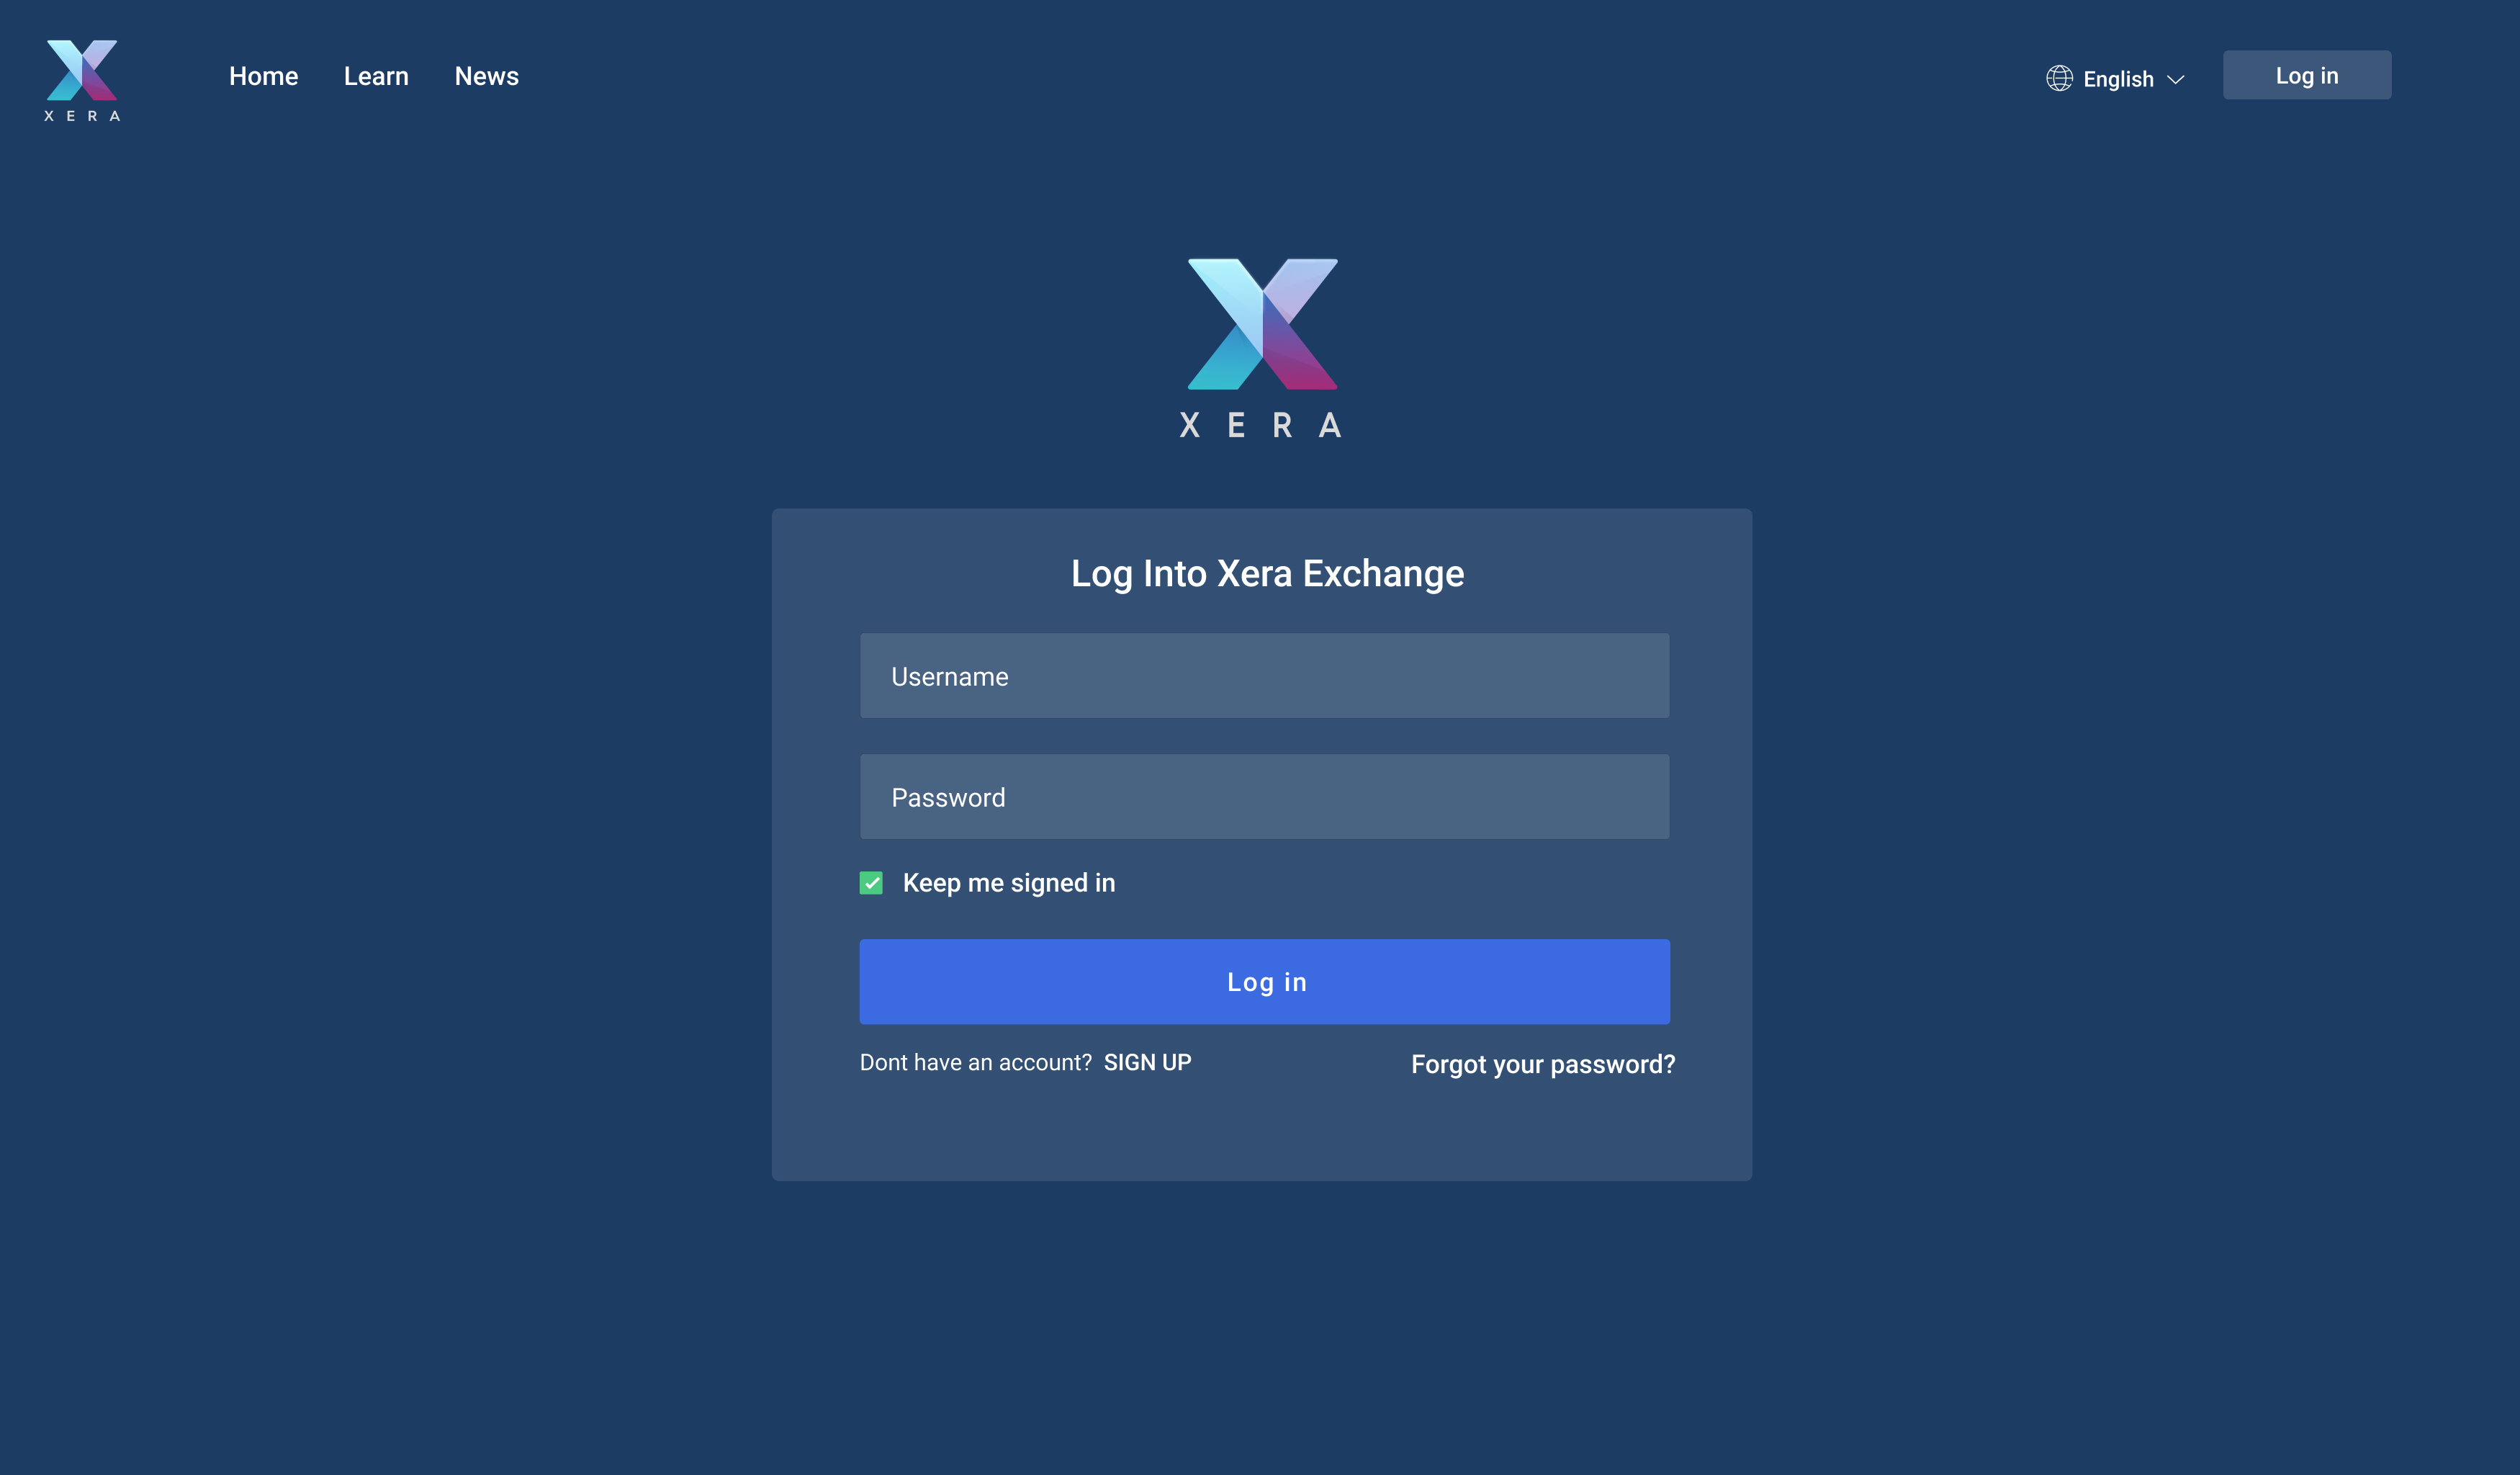 XERA
Home Learn News English Log in
XERA
Log Into Xera Exchange
Username
Password
Keep me signed in
Log in
Dont have an account? SIGN UP Forgot your password?